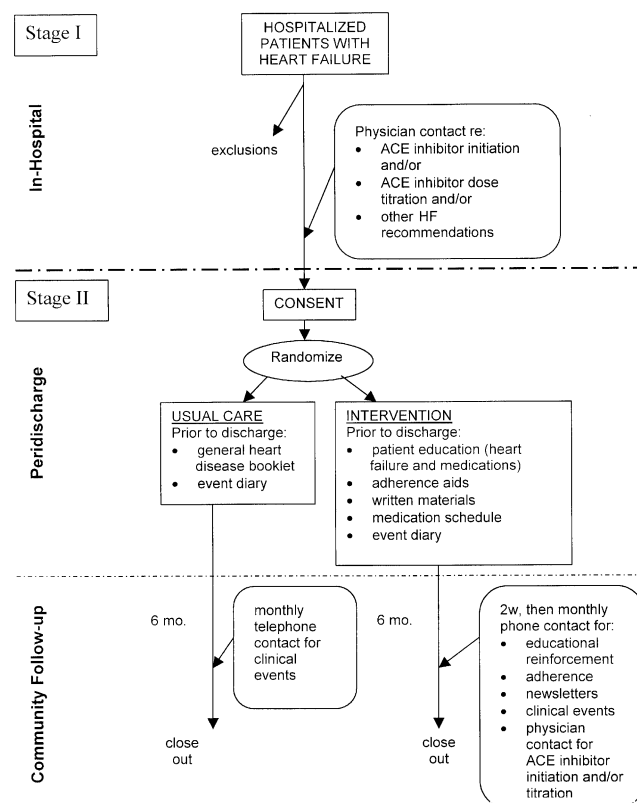 Stage I
HOSPITALIZED
PATIENTS WITH
HEART FAILURE
In-Hospital
exclusions
Physician contact re:
• ACE inhibitor initiation
and/or
• ACE inhibitor dose
titration and/or
• other HF
recommendations
Stage II
CONSENT
Randomize
Peridischarge
USUAL CARE
Prior to discharge:
• general heart
disease booklet
• event diary
INTERVENTION
Prior to discharge:
• patient education (heart
failure and medications)
• adherence aids
• written materials
• medication schedule
• event diary
Community Follow-up
6 mo.
monthly
telephone
contact for
clinical
events
close
out
6 mo.
2w, then monthly
phone contact for:
• educational
reinforcement
• adherence
• newsletters
• clinical events
• physician
contact for
ACE inhibitor
initiation and/or
titration
close
out